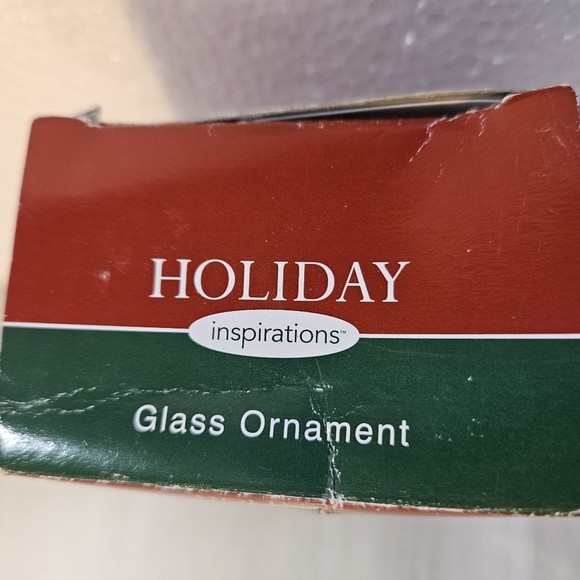 HOLIDAY
inspirations™
Glass Ornament